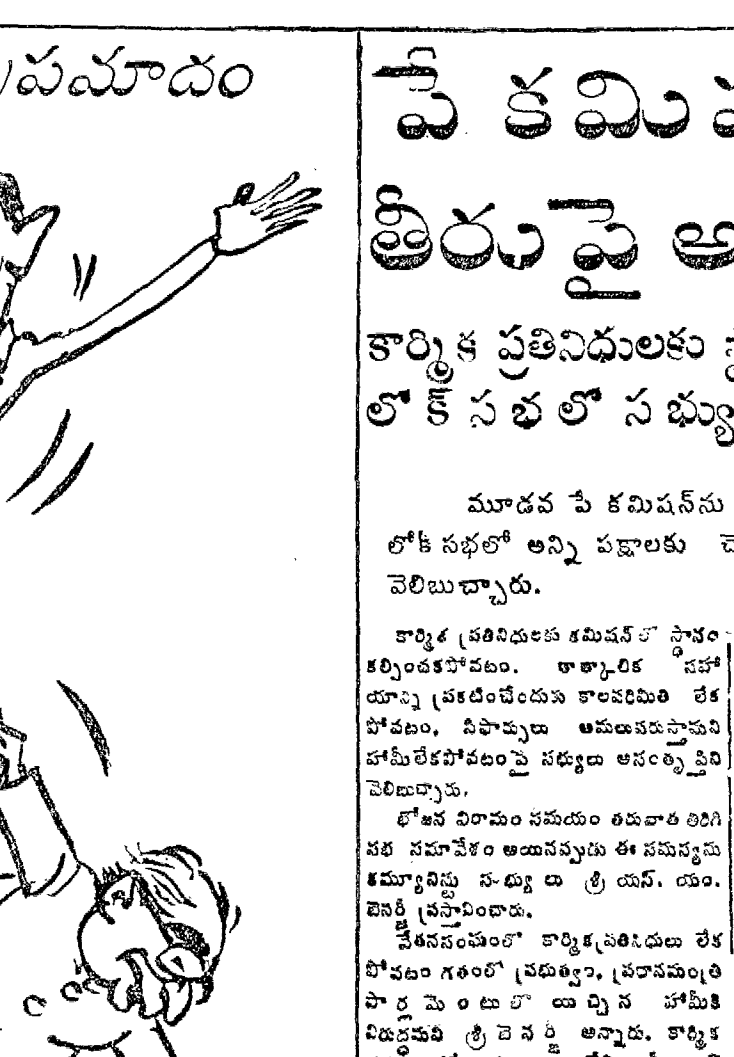 ప్రమాదం
పే కమిష
తీరుపై అ
కార్మిక ప్రతినిధులకు
లోక్ సభలో సభ్యు
మూడవ పే కమిషన్‌ను
లోక్ సభలో అన్ని పక్షాలకు చె
వెలిబుచ్చారు.
కార్మిక ప్రతినిధులకు కమిషన్‌లో స్థానం
కల్పించకపోవటం. తాత్కాలిక సహా
యాన్ని ప్రకటించేందుకు కాలపరిమితి లేక
పోవటం, సిఫార్సులు అమలుపరుస్తామని
హామీలేకపోవటంపై సభ్యులు అసంతృప్తిని
వెలిబుచ్చారు.
భోజన విరామం సమయం తరువాత తిరిగి
సభ సమావేశం అయినప్పుడు ఈ సమస్యను
కమ్యూనిస్టు సభ్యులు శ్రీ యస్. యం.
బెనర్జీ ప్రస్తావించారు.
వేతనసంఘంలో కార్మికప్రతినిధులు లేక
పోవటం గతంలో ప్రభుత్వం, ప్రధానమంత్రి
పార్లమెంటులో యిచ్చిన హామీకి
విరుద్ధమని శ్రీ బెనర్జీ అన్నారు. కార్మిక